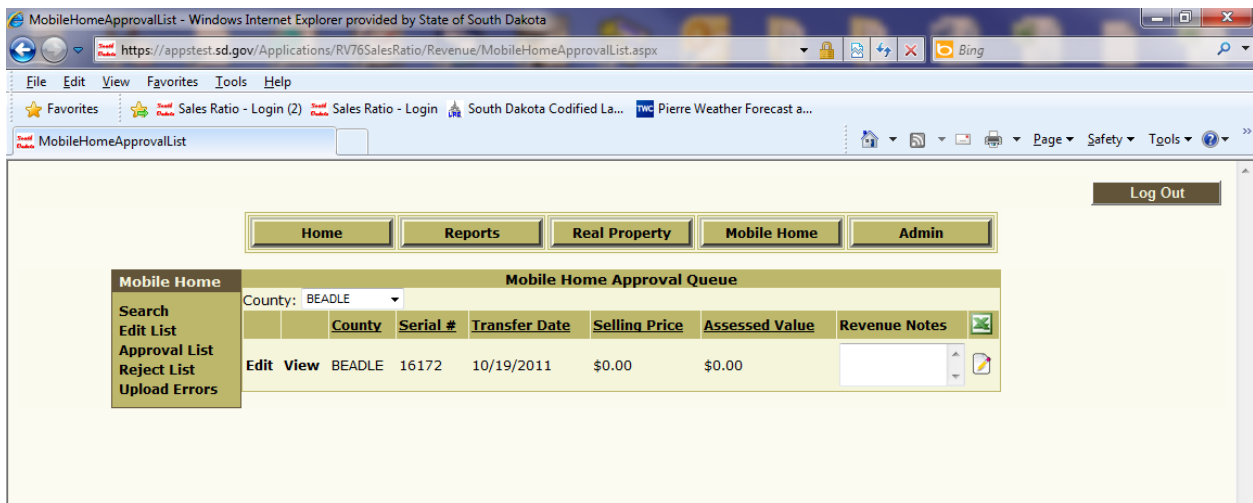 MobileHomeApprovalList - Windows Internet Explorer provided by State of South Dakota
https://appstest.sd.gov/Applications/RV76SalesRatio/Revenue/MobileHomeApprovalList.aspx Bing
File Edit View Favorites Tools Help
Favorites Sales Ratio - Login (2) Sales Ratio - Login South Dakota Codified La... TWC Pierre Weather Forecast a...
MobileHomeApprovalList Page Safety Tools
Log Out
Home Reports Real Property Mobile Home Admin
Mobile Home Mobile Home Approval Queue
County: BEADLE
Search
Edit List
Approval List
Reject List
Upload Errors
County Serial # Transfer Date Selling Price Assessed Value Revenue Notes
Edit View BEADLE 16172 10/19/2011 $0.00 $0.00